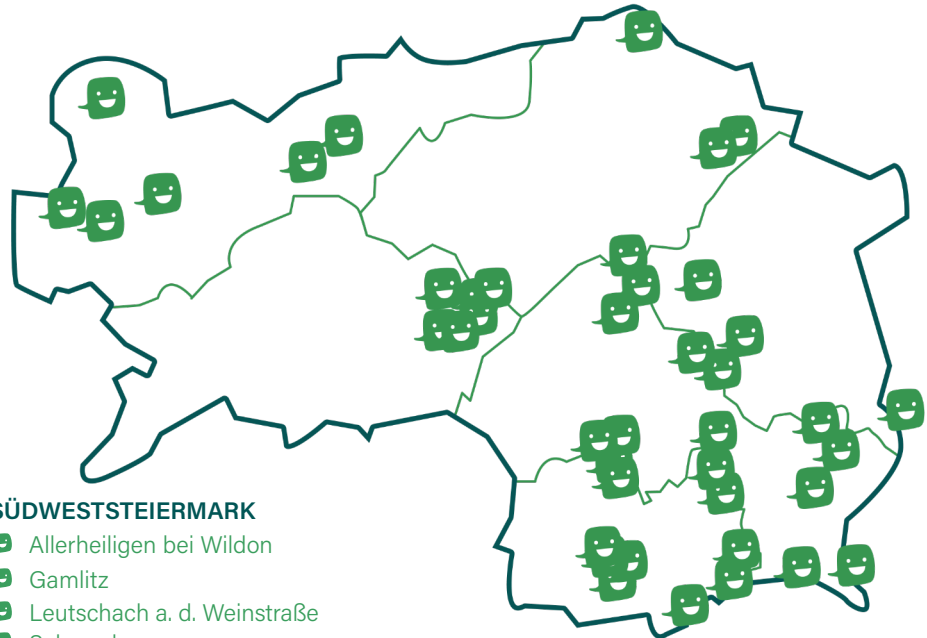 SÜDWESTSTEIERMARK
Allerheiligen bei Wildon
Gamlitz
Leutschach a. d. Weinstraße